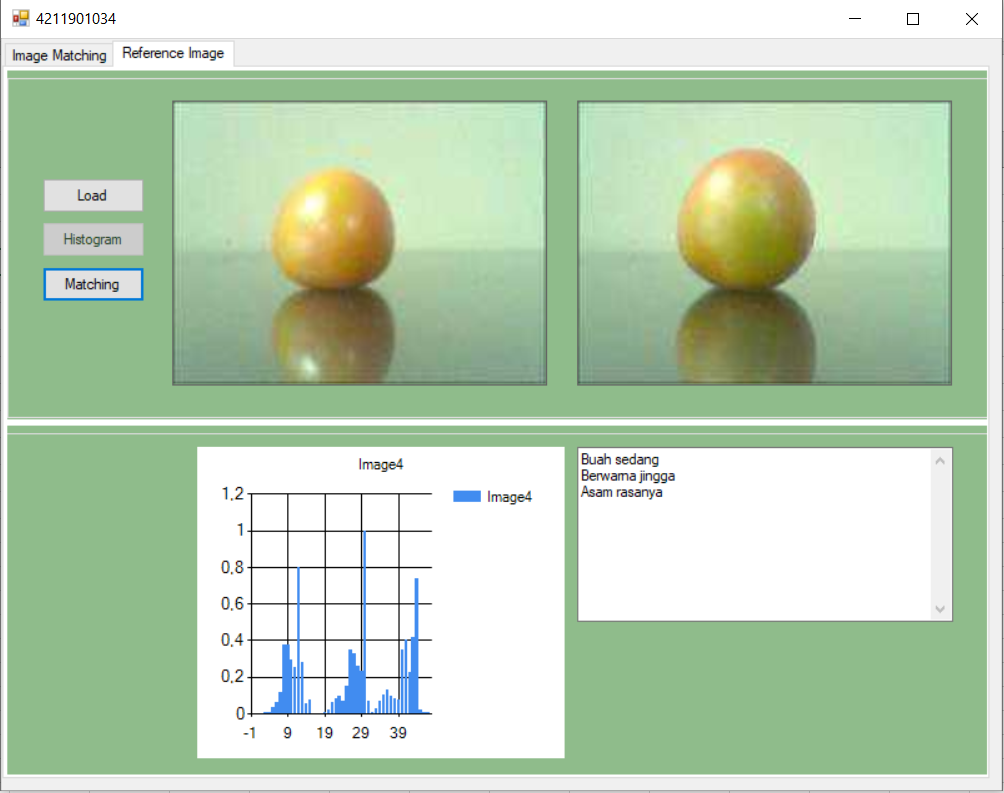 4211901034
Image Matching
Reference Image
Load
Histogram
Matching
Image4
1,2
1
0,8
0,6
0,4
0,2
0
-1 9 19 29 39
Image4
Buah sedang
Berwarna jingga
Asam rasanya